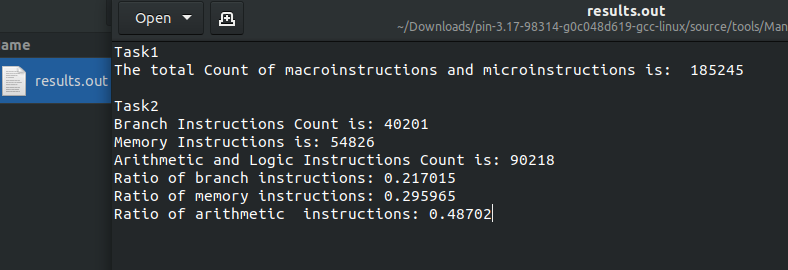 Open
results.out
~/Downloads/pin-3.17-98314-g0c048d619-gcc-linux/source/tools/Man
ame
results.out
Task1
The total Count of macroinstructions and microinstructions is:  185245
Task2
Branch Instructions Count is: 40201
Memory Instructions is: 54826
Arithmetic and Logic Instructions Count is: 90218
Ratio of branch instructions: 0.217015
Ratio of memory instructions: 0.295965
Ratio of arithmetic  instructions: 0.48702